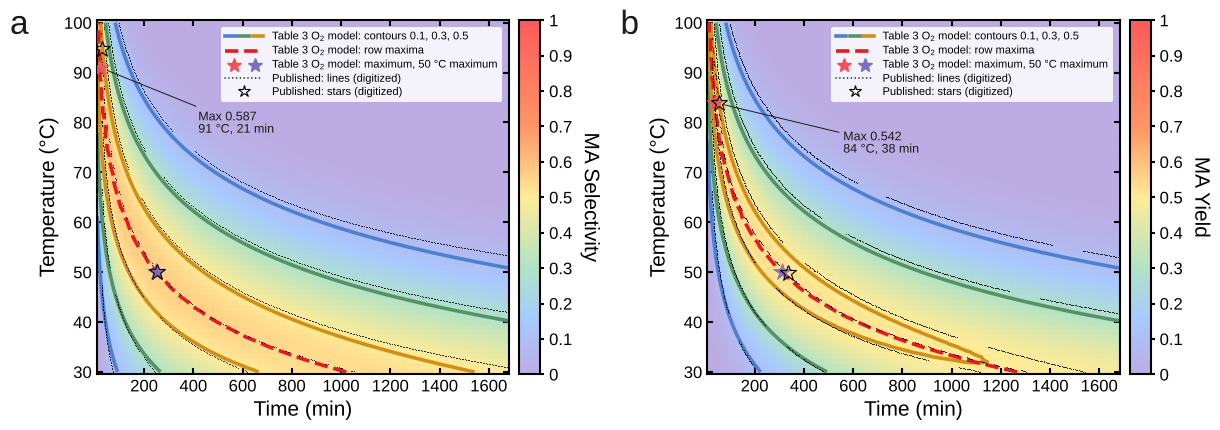 a
Table 3 O₂ model: contours 0.1, 0.3, 0.5
Table 3 O₂ model: row maxima
Table 3 O₂ model: maximum, 50 °C maximum
Published: lines (digitized)
Published: stars (digitized)
Max 0.587
91 °C, 21 min
100
90
80
70
60
50
40
30
Temperature (°C)
200
400
600
800
1000
1200
1400
1600
Time (min)
1
0.9
0.8
0.7
0.6
0.5
0.4
0.3
0.2
0.1
0
MA Selectivity
b
Table 3 O₂ model: contours 0.1, 0.3, 0.5
Table 3 O₂ model: row maxima
Table 3 O₂ model: maximum, 50 °C maximum
Published: lines (digitized)
Published: stars (digitized)
Max 0.542
84 °C, 38 min
100
90
80
70
60
50
40
30
Temperature (°C)
200
400
600
800
1000
1200
1400
1600
Time (min)
1
0.9
0.8
0.7
0.6
0.5
0.4
0.3
0.2
0.1
0
MA Yield